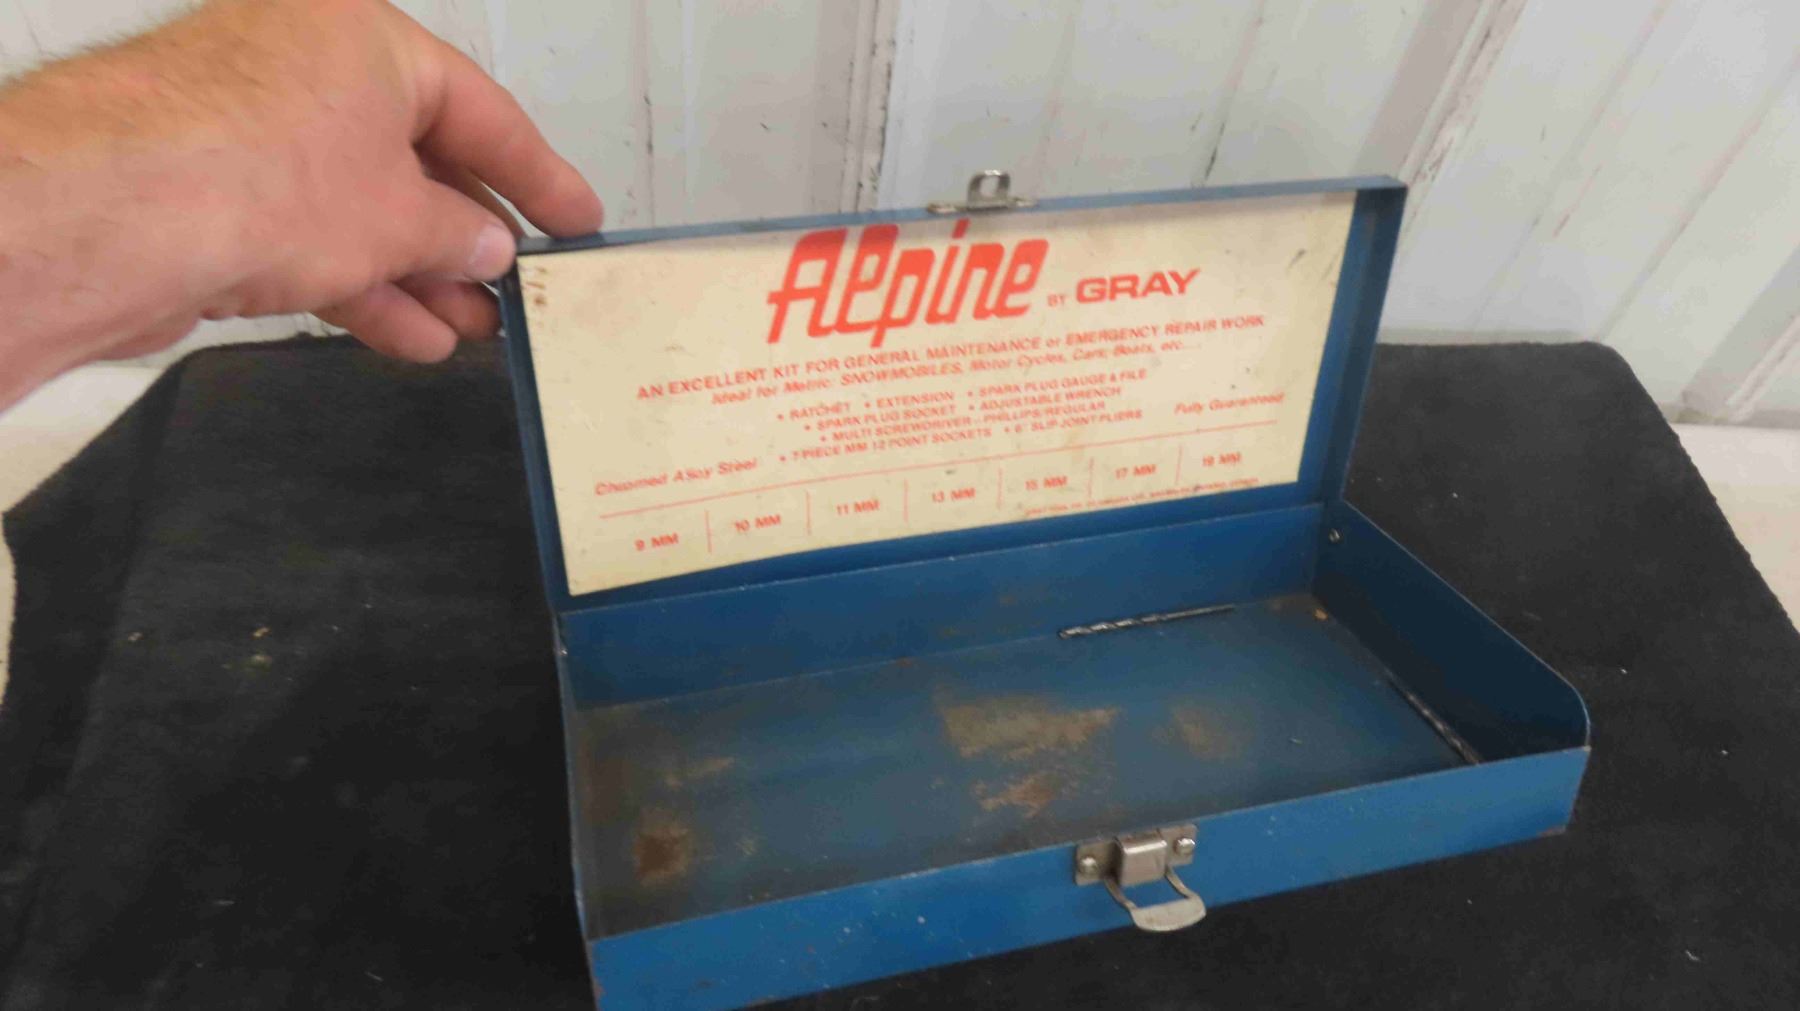 Alpine BY GRAY
AN EXCELLENT KIT FOR GENERAL MAINTENANCE or EMERGENCY REPAIR WORK
Ideal for Metric: SNOWMOBILES, Motor Cycles, Cars, Boats, etc....
• RATCHET • EXTENSION • SPARK PLUG GAUGE & FILE
• SPARK PLUG SOCKET • ADJUSTABLE WRENCH
• MULTI SCREWDRIVER - PHILLIPS/REGULAR
• 7 PIECE MM 12 POINT SOCKETS • 6" SLIP JOINT PLIERS
Chromed Alloy Steel
Fully Guaranteed
9 MM 10 MM 11 MM 13 MM 15 MM 17 MM 19 MM